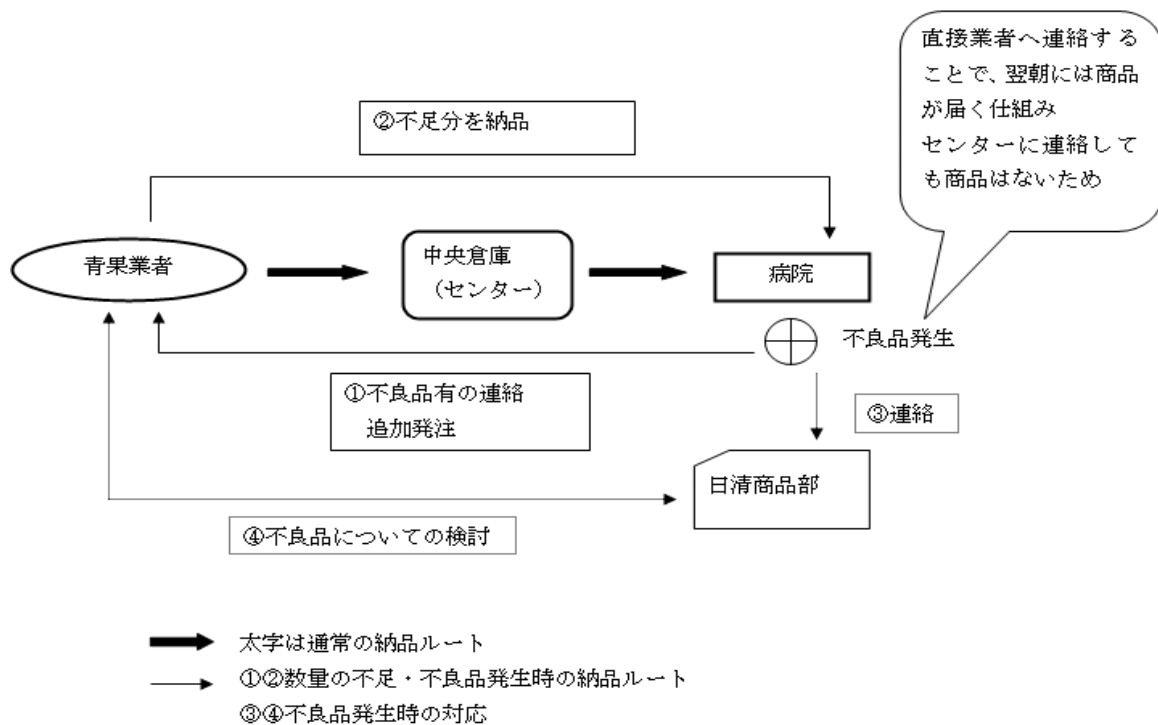 直接業者へ連絡する
ことで、翌朝には商品
が届く仕組み
センターに連絡して
も商品はないため
②不足分を納品
青果業者
中央倉庫
（センター）
病院
不良品発生
①不良品有の連絡
追加発注
③連絡
日清商品部
④不良品についての検討
太字は通常の納品ルート
①②数量の不足・不良品発生時の納品ルート
③④不良品発生時の対応